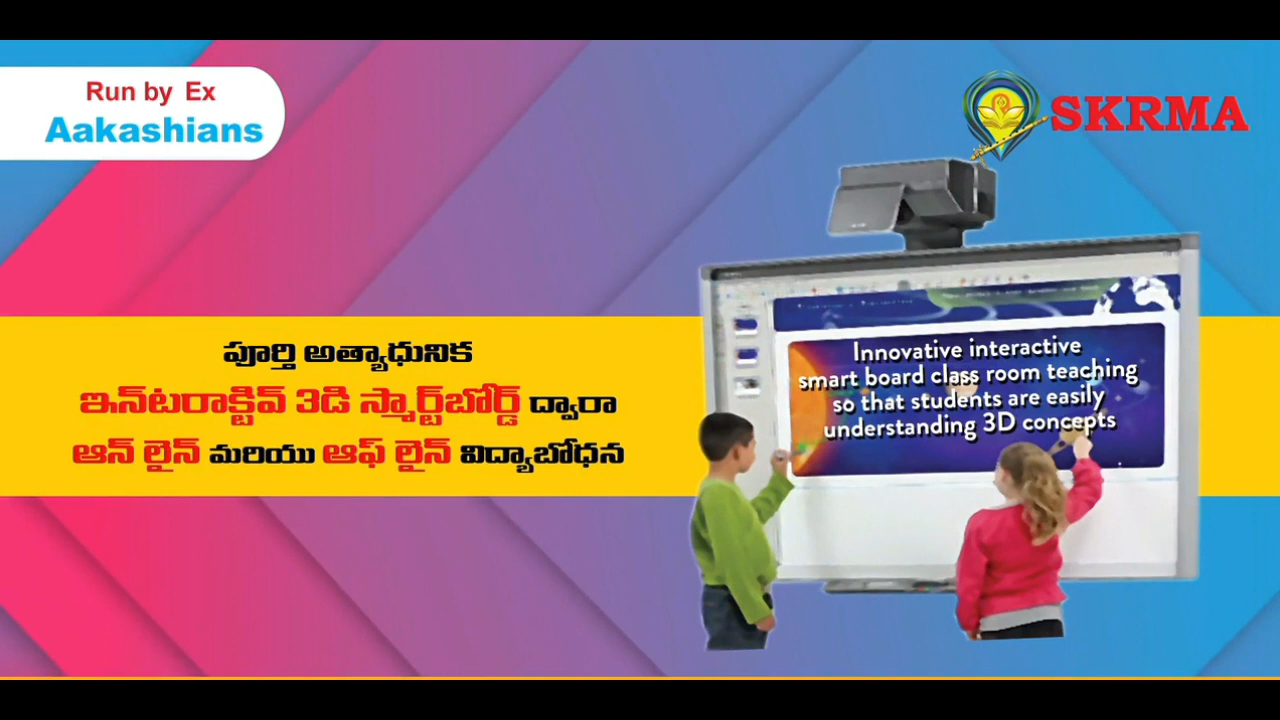 Run by Ex
Aakashians
SKRMA
పూర్తి అత్యాధునిక
ఇన్‌టరాక్టివ్ 3డి స్మార్ట్‌బోర్డ్ ద్వారా
ఆన్ లైన్ మరియు ఆఫ్ లైన్ విద్యాబోధన
Innovative interactive
smart board class room teaching
so that students are easily
understanding 3D concepts